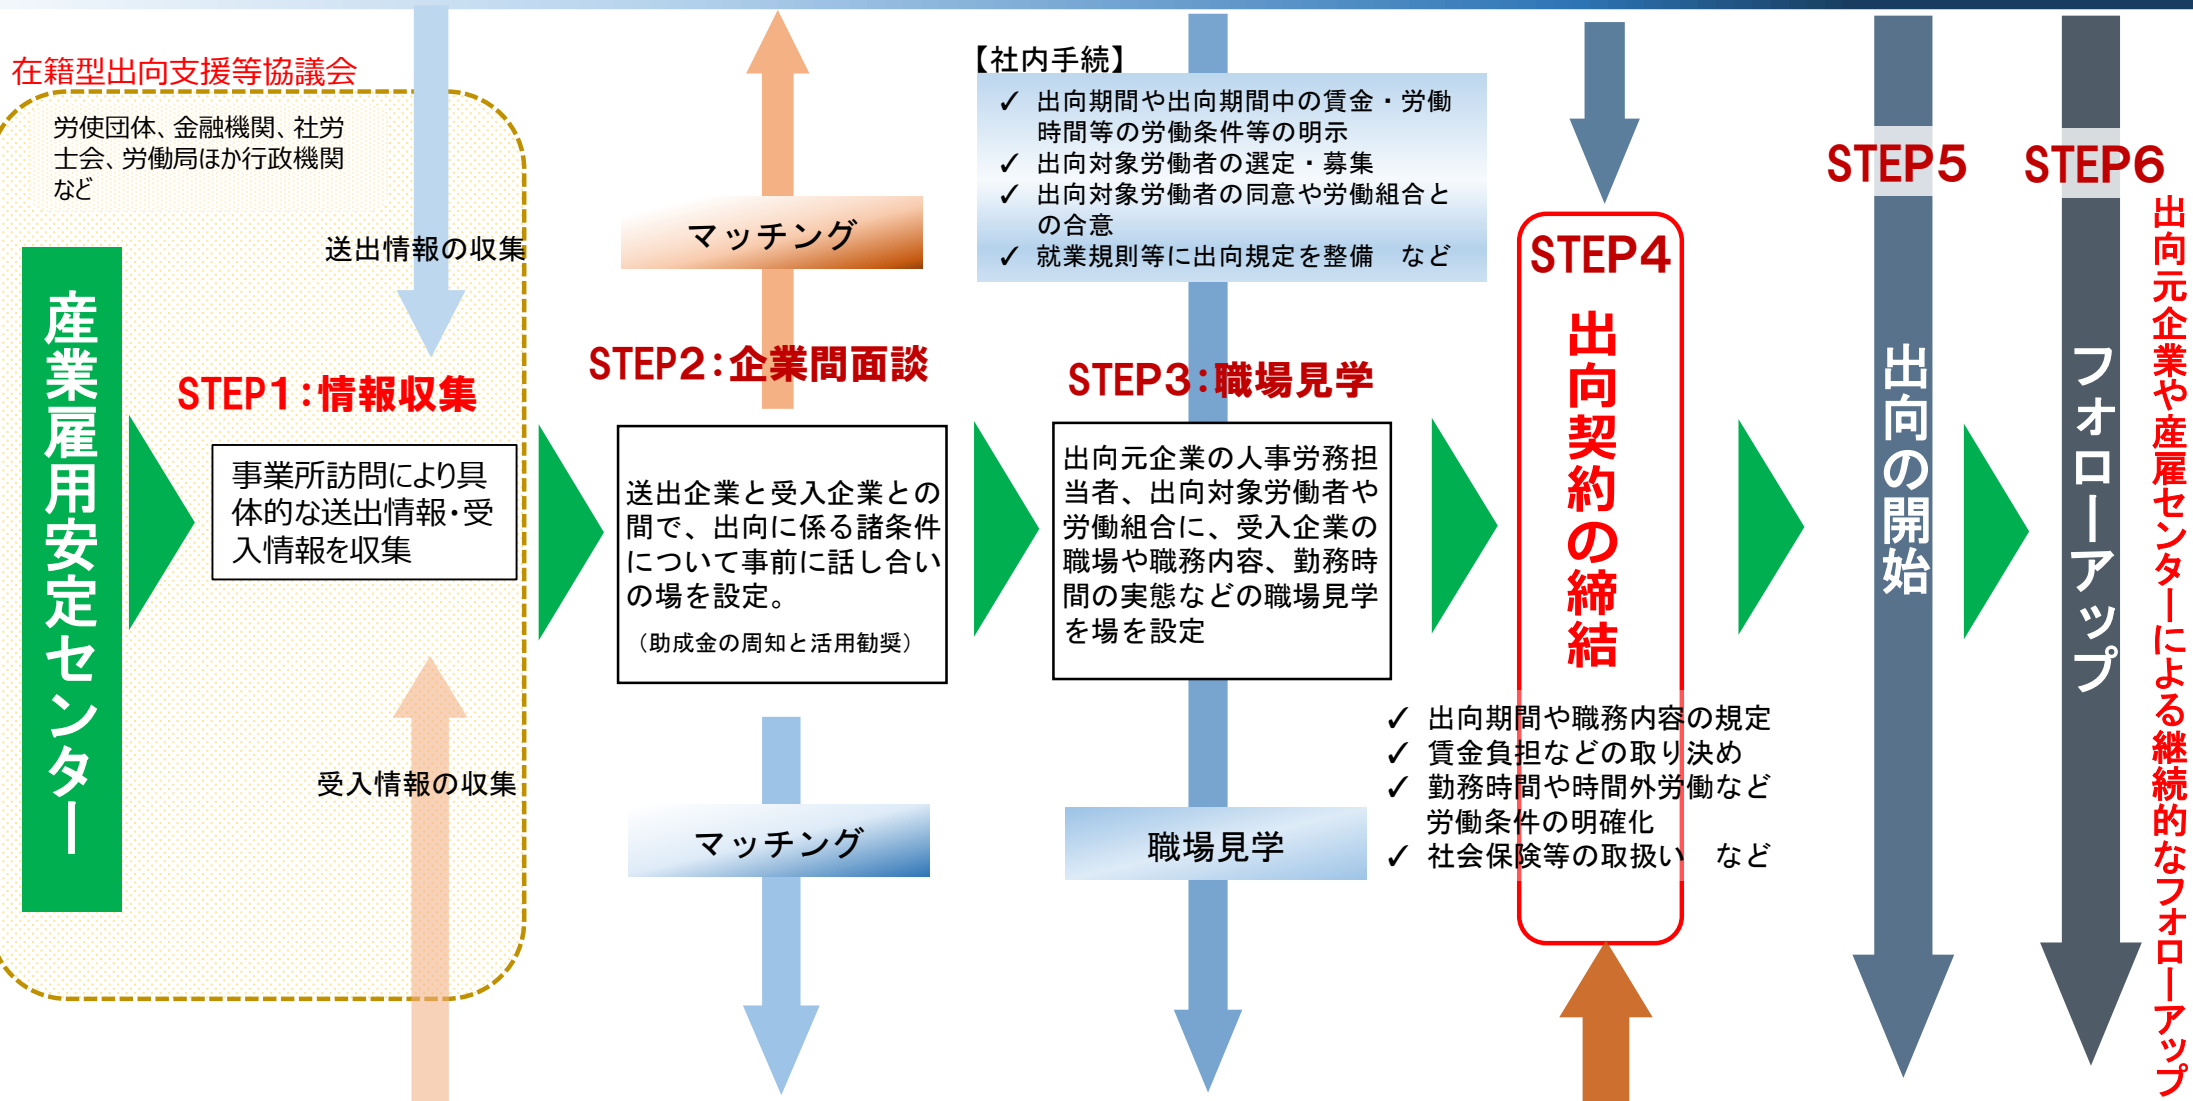 在籍型出向支援等協議会
労使団体、金融機関、社労
士会、労働局ほか行政機関
など
産業雇用安定センター
送出情報の収集
STEP1:情報収集
事業所訪問により具
体的な送出情報・受
入情報を収集
受入情報の収集
マッチング
STEP2:企業間面談
送出企業と受入企業との
間で、出向に係る諸条件
について事前に話し合い
の場を設定。
（助成金の周知と活用勧奨）
マッチング
【社内手続】
✓ 出向期間や出向期間中の賃金・労働
時間等の労働条件等の明示
✓ 出向対象労働者の選定・募集
✓ 出向対象労働者の同意や労働組合と
の合意
✓ 就業規則等に出向規定を整備　など
STEP3:職場見学
出向元企業の人事労務担
当者、出向対象労働者や
労働組合に、受入企業の
職場や職務内容、勤務時
間の実態などの職場見学
を場を設定
職場見学
STEP4
出向契約の締結
✓ 出向期間や職務内容の規定
✓ 賃金負担などの取り決め
✓ 勤務時間や時間外労働など
労働条件の明確化
✓ 社会保険等の取扱い　など
STEP5
出向の開始
STEP6
フォローアップ
出向元企業や産雇センターによる継続的なフォローアップ